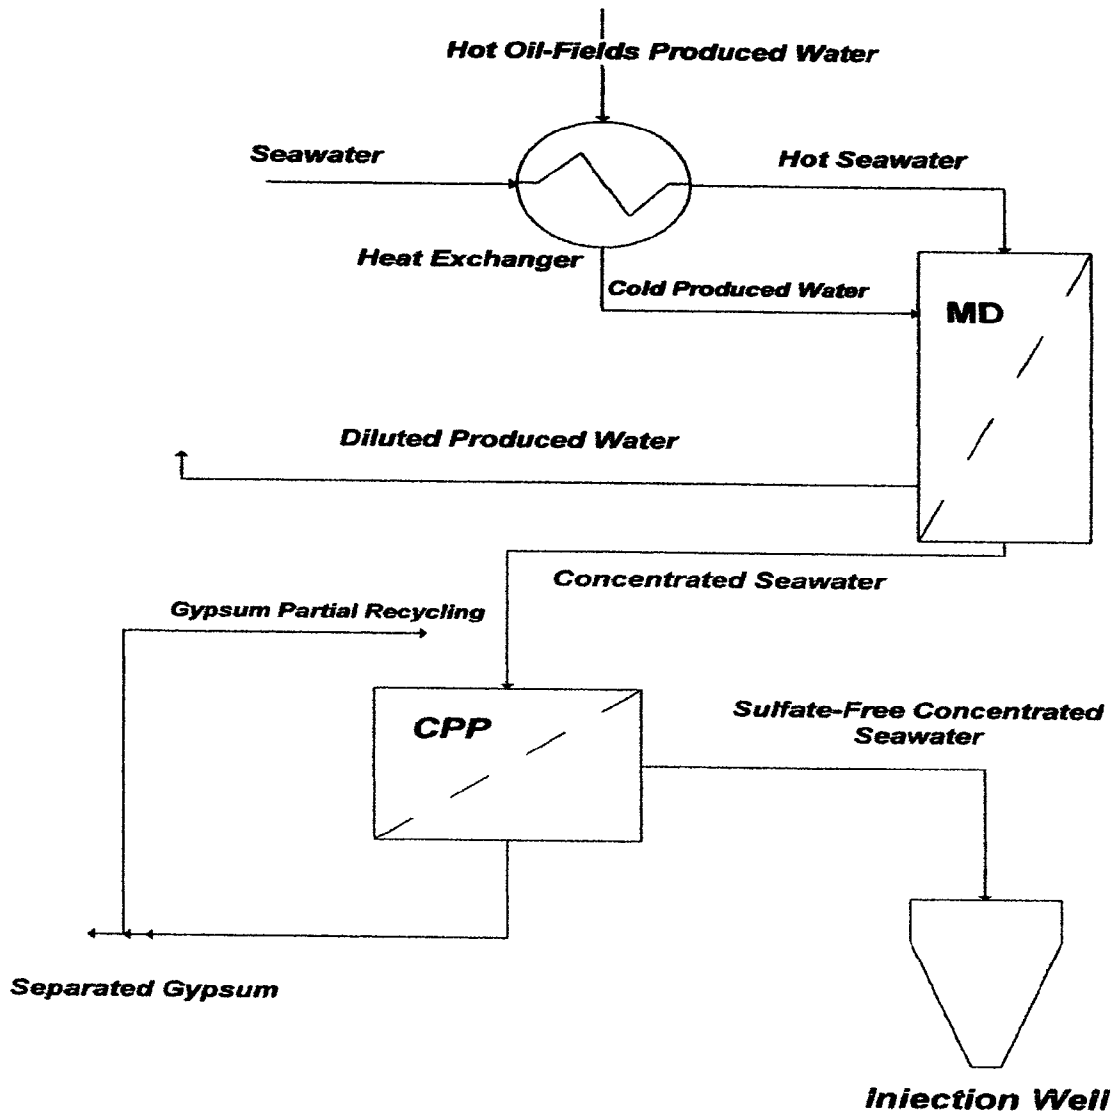 Hot Oil-Fields Produced Water
Seawater
Hot Seawater
Heat Exchanger
Cold Produced Water
MD
Diluted Produced Water
Concentrated Seawater
Gypsum Partial Recycling
CPP
Sulfate-Free Concentrated
Seawater
Separated Gypsum
Injection Well